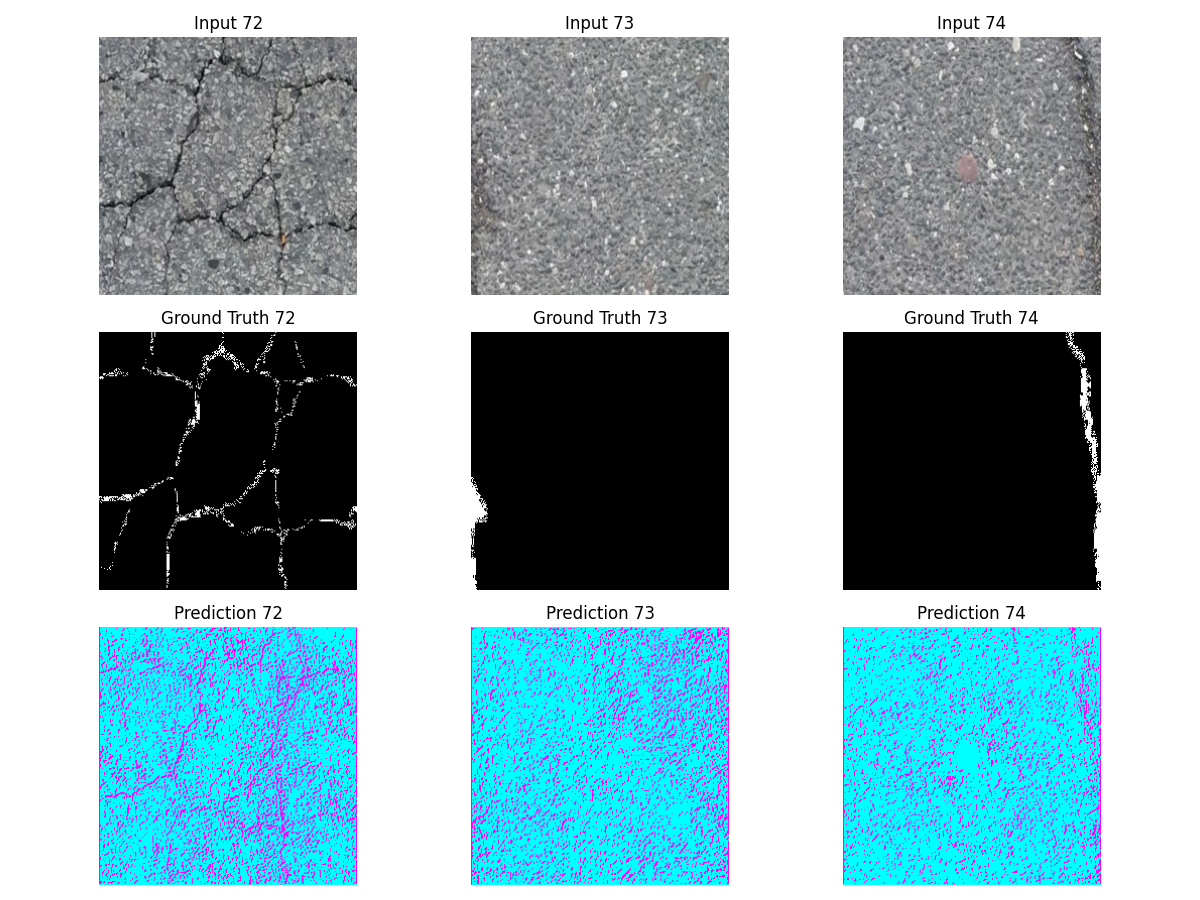 Input 72
Input 73
Input 74
Ground Truth 72
Ground Truth 73
Ground Truth 74
Prediction 72
Prediction 73
Prediction 74